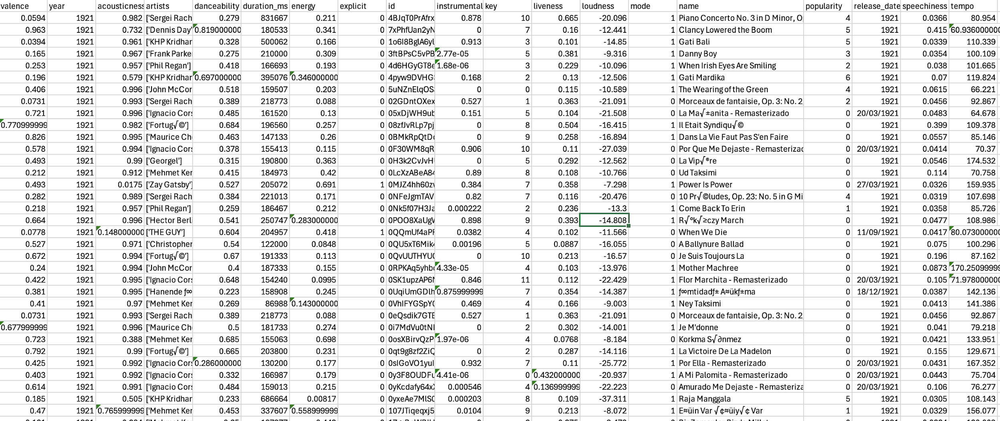 valence year acousticness artists danceability duration_ms energy explicit id instrumental key liveness loudness mode name popularity release_date speechiness tempo
0.0594 1921 0.982 ['Sergei Rach 0.279 831667 0.211 0 4BJqT0PrAfrx 0.878 10 0.665 -20.096 1 Piano Concerto No. 3 in D Minor, O 4 1921 0.0366 80.954
0.963 1921 0.732 ['Dennis Day' 0.819000000 180533 0.341 0 7xPhfUan2yN 0 7 0.16 -12.441 1 Clancy Lowered the Boom 5 1921 0.415 60.936000000
0.0394 1921 0.961 ['KHP Kridhar 0.328 500062 0.166 0 1o6I8BglA6yl 0.913 3 0.101 -14.85 1 Gati Bali 5 1921 0.0339 110.339
0.165 1921 0.967 ['Frank Parke 0.275 210000 0.309 0 3ftBPsC5vPB 2.77e-05 5 0.381 -9.316 1 Danny Boy 3 1921 0.0354 100.109
0.253 1921 0.957 ['Phil Regan'] 0.418 166693 0.193 0 4d6HGyGT8e 1.68e-06 3 0.229 -10.096 1 When Irish Eyes Are Smiling 2 1921 0.038 101.665
0.196 1921 0.579 ['KHP Kridhar 0.697000000 395076 0.346000000 0 4pyw9DVHG 0.168 2 0.13 -12.506 1 Gati Mardika 6 1921 0.07 119.824
0.406 1921 0.996 ['John McCor 0.518 159507 0.203 0 5uNZnElqOS 0 0 0.115 -10.589 1 The Wearing of the Green 4 1921 0.0615 66.221
0.0731 1921 0.993 ['Sergei Rach 0.389 218773 0.088 0 02GDntOXex 0.527 1 0.363 -21.091 0 Morceaux de fantaisie, Op. 3: No. 2 2 1921 0.0456 92.867
0.721 1921 0.996 ['Ignacio Cors 0.485 161520 0.13 0 05xDjWH9ub 0.151 5 0.104 -21.508 0 La Ma√±anita - Remasterizado 0 20/03/1921 0.0483 64.678
0.770999999 1921 0.982 ['Fortug√©'] 0.684 196560 0.257 0 08zfJvRLp7pj 0 8 0.504 -16.415 1 Il Etait Syndiqu√© 0 1921 0.399 109.378
0.826 1921 0.995 ['Maurice Ch 0.463 147133 0.26 0 0BMkRpQtD 0 9 0.258 -16.894 1 Dans La Vie Faut Pas S'en Faire 0 1921 0.0557 85.146
0.578 1921 0.994 ['Ignacio Cors 0.378 155413 0.115 0 0F30WM8qR 0.906 10 0.11 -27.039 0 Por Que Me Dejaste - Remasterizad 0 20/03/1921 0.0414 70.37
0.493 1921 0.99 ['Georgel'] 0.315 190800 0.363 0 0H3k2CvJvH 0 5 0.292 -12.562 0 La Vip√®re 0 1921 0.0546 174.532
0.212 1921 0.912 ['Mehmet Ker 0.415 184973 0.42 0 0LcXzABeA84 0.89 8 0.108 -10.766 0 Ud Taksimi 0 1921 0.114 70.758
0.493 1921 0.0175 ['Zay Gatsby'] 0.527 205072 0.691 1 0MJZ4hh60zv 0.384 7 0.358 -7.298 1 Power Is Power 0 27/03/1921 0.0326 159.935
0.282 1921 0.989 ['Sergei Rach 0.384 221013 0.171 0 0NFeJgmTAV 0.82 7 0.116 -20.476 0 10 Pr√©ludes, Op. 23: No. 5 in G Mi 4 1921 0.0319 107.698
0.218 1921 0.957 ['Phil Regan'] 0.259 186467 0.212 0 0Nk5f07H3Ja 0.000222 2 0.236 -13.3 1 Come Back To Erin 1 1921 0.0358 85.726
0.664 1921 0.996 ['Hector Berli 0.541 250747 0.283000000 0 0POO8XaUgV 0.898 9 0.393 -14.808 1 R√°k√≥czy March 0 1921 0.0477 108.986
0.0778 1921 0.148000000 ['THE GUY'] 0.604 204957 0.418 1 0QQmUf4aPF 0.0382 4 0.102 -11.566 0 When We Die 0 11/09/1921 0.0417 80.073000000
0.527 1921 0.971 ['Christopher 0.54 122000 0.0848 0 0QU5xT6Mik4 0.00196 5 0.0887 -16.055 0 A Ballynure Ballad 0 1921 0.075 100.296
0.672 1921 0.994 ['Fortug√©'] 0.67 191333 0.113 0 0QvUUTHYU0 0 10 0.213 -16.57 0 Je Suis Toujours La 0 1921 0.196 87.162
0.24 1921 0.994 ['John McCor 0.4 187333 0.155 0 0RPKAq5yhb 4.33e-05 4 0.103 -13.976 1 Mother Machree 0 1921 0.0873 170.25099999
0.422 1921 0.995 ['Ignacio Cors 0.648 154240 0.0995 0 0SK1upzAP6N 0.846 11 0.112 -22.429 1 Flor Marchita - Remasterizado 0 20/03/1921 0.105 71.978000000
0.381 1921 0.995 ['Hanende ƒ∞ 0.223 158908 0.245 0 0UqiUmGDlh 0.875999999 7 0.354 -14.387 1 ƒ∞mtidadƒ± A≈ükƒ±ma 0 18/12/1921 0.0387 142.136
0.41 1921 0.97 ['Mehmet Ker 0.269 86988 0.143000000 0 0VhIFYGSpY0 0.469 4 0.166 -9.003 1 Ney Taksimi 0 1921 0.0413 141.386
0.0731 1921 0.993 ['Sergei Rach 0.389 218773 0.088 0 0eQsdik7GTE 0.527 1 0.363 -21.091 0 Morceaux de fantaisie, Op. 3: No. 2 0 1921 0.0456 92.867
0.677999999 1921 0.996 ['Maurice Ch 0.5 181733 0.274 0 0i7MdVu0tNI 0 2 0.302 -14.001 1 Je M'donne 0 1921 0.041 79.218
0.723 1921 0.388 ['Mehmet Ker 0.685 155063 0.698 0 0osXBirvQzP 1.97e-06 4 0.0768 -8.184 0 Korkma S√∂nmez 0 1921 0.0421 133.951
0.792 1921 0.99 ['Fortug√©'] 0.665 203800 0.231 0 0qt9g8zf2ZiQ 0 2 0.287 -14.116 1 La Victoire De La Madelon 0 1921 0.155 129.671
0.425 1921 0.992 ['Ignacio Cors 0.286000000 130200 0.177 0 0slGoVO1yul 0.932 7 0.11 -25.772 1 Por Ella - Remasterizado 0 20/03/1921 0.0431 167.352
0.403 1921 0.992 ['Ignacio Cors 0.332 166987 0.179 0 0y3F8OUDFu 4.41e-06 0 0.432000000 -20.937 1 A Mi Palomita - Remasterizado 0 20/03/1921 0.0443 75.704
0.614 1921 0.991 ['Ignacio Cors 0.484 159013 0.215 0 0yKcdafy64x 0.000546 4 0.136999999 -22.223 0 Amurado Me Dejaste - Remasteriza 0 20/03/1921 0.106 76.277
0.185 1921 0.505 ['KHP Kridhar 0.233 686664 0.00817 0 0yxeAe7MlS0 0.000203 8 0.109 -37.311 1 Raja Manggala 5 1921 0.0305 108.143
0.47 1921 0.765999999 ['Mehmet Ker 0.453 337607 0.558999999 0 107JTiqeqxj5 0.0104 9 0.213 -8.072 1 E≈üin Var √¢≈üiy√¢ Var 1 1921 0.0329 156.077